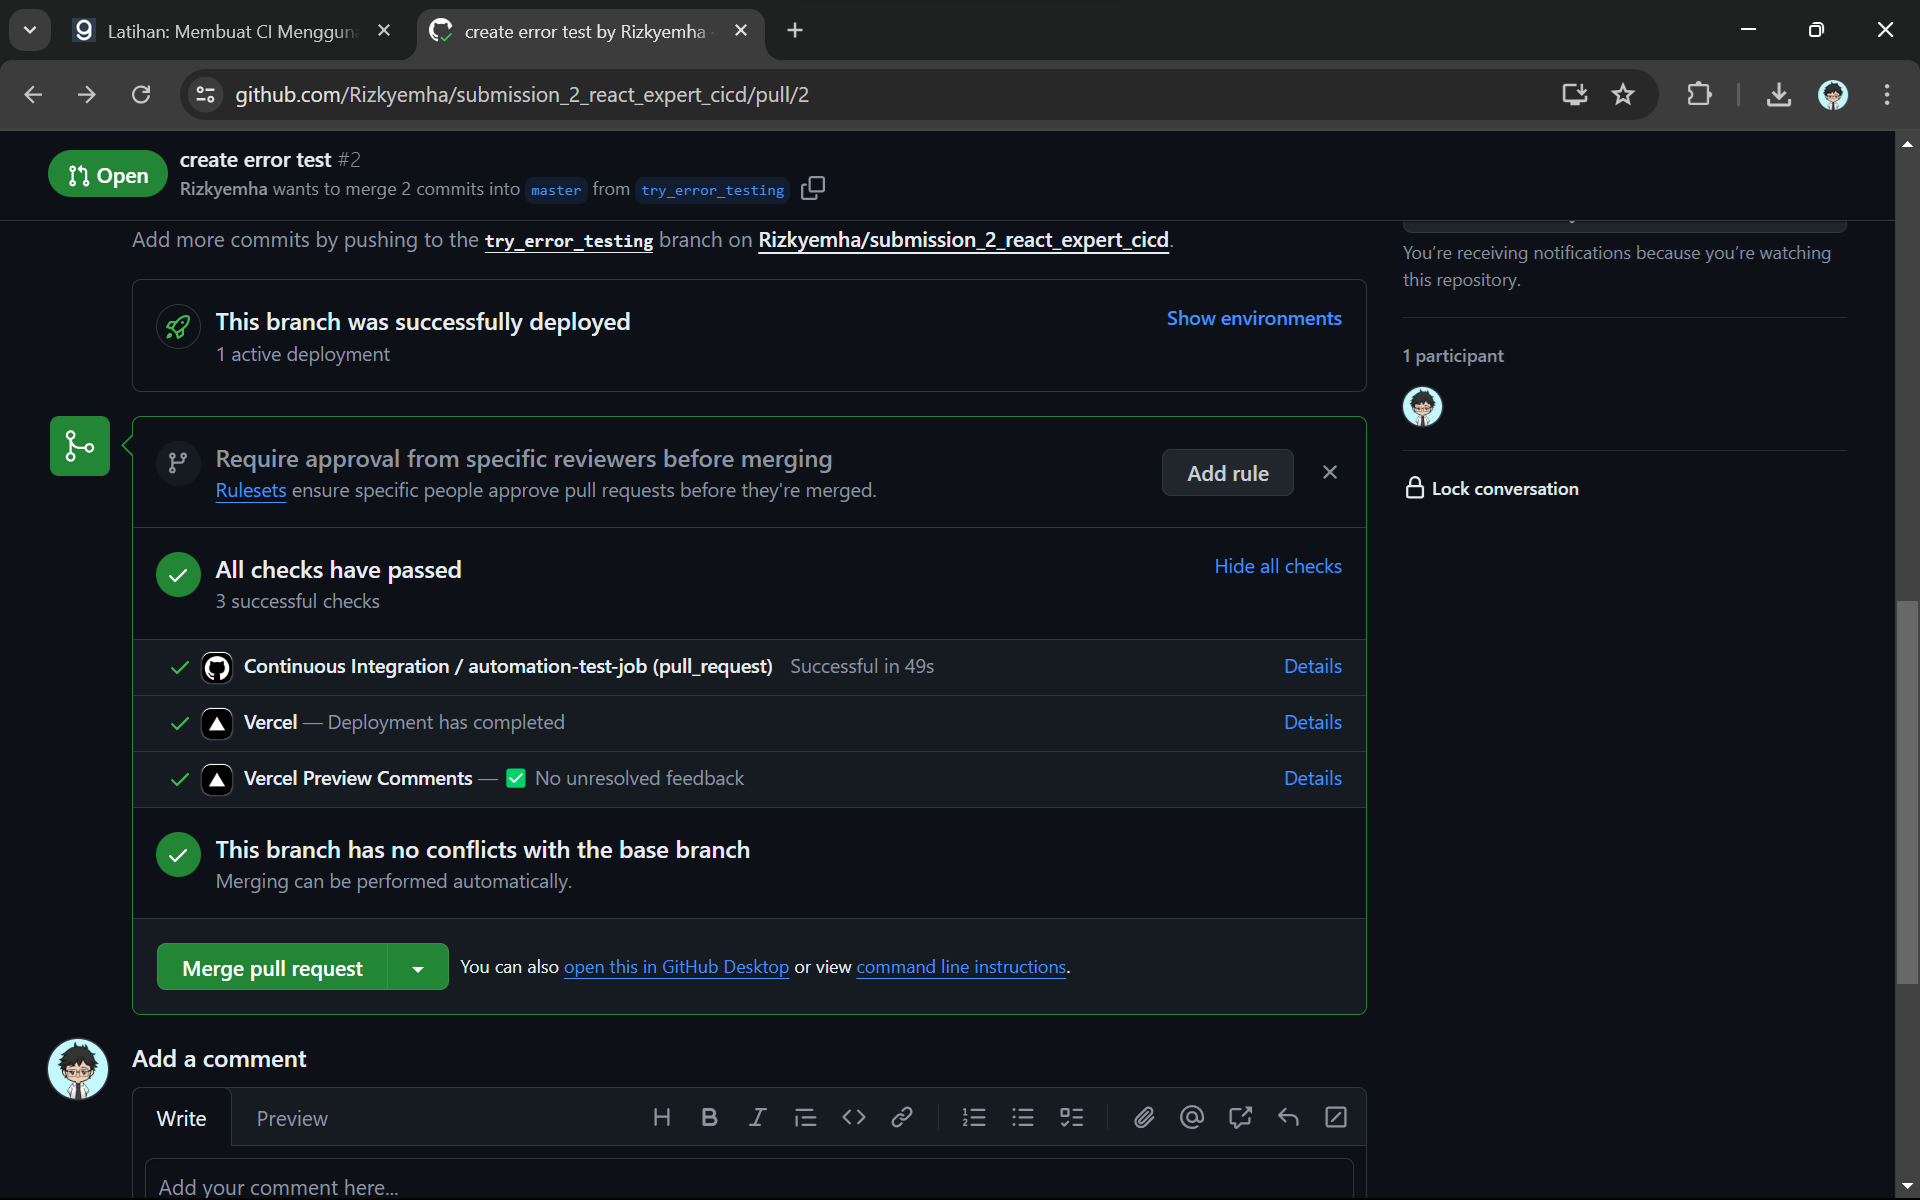 Latihan: Membuat CI Menggun
create error test by Rizkyemha
github.com/Rizkyemha/submission_2_react_expert_cicd/pull/2
Open
create error test #2
Rizkyemha wants to merge 2 commits into master from try_error_testing
Add more commits by pushing to the try_error_testing branch on Rizkyemha/submission_2_react_expert_cicd.
This branch was successfully deployed
1 active deployment
Show environments
Require approval from specific reviewers before merging
Rulesets ensure specific people approve pull requests before they're merged.
Add rule
All checks have passed
3 successful checks
Hide all checks
Continuous Integration / automation-test-job (pull_request) Successful in 49s
Details
Vercel — Deployment has completed
Details
Vercel Preview Comments — ✅ No unresolved feedback
Details
This branch has no conflicts with the base branch
Merging can be performed automatically.
Merge pull request
You can also open this in GitHub Desktop or view command line instructions.
Add a comment
Write
Preview
Add your comment here...
You're receiving notifications because you're watching
this repository.
1 participant
Lock conversation